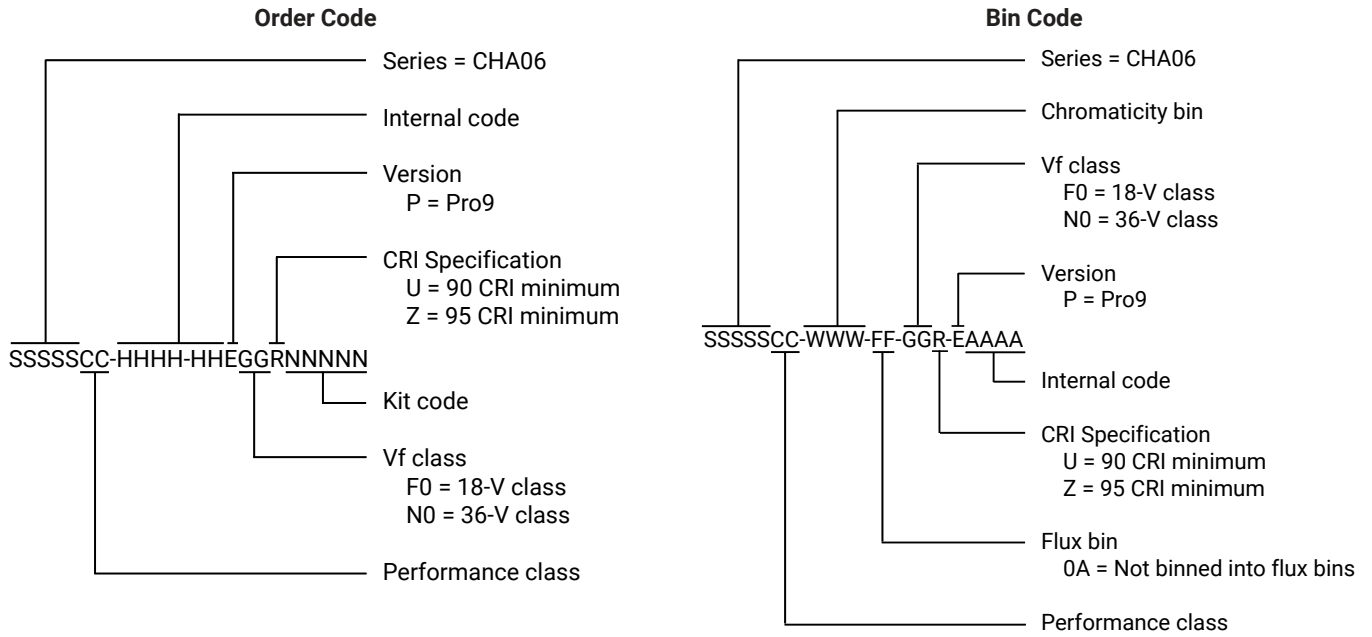 Order Code
Series = CHA06
Internal code
Version
P = Pro9
CRI Specification
U = 90 CRI minimum
Z = 95 CRI minimum
SSSSSCC-HHHH-HHEGGRNNNNN
Kit code
Vf class
F0 = 18-V class
N0 = 36-V class
Performance class
Bin Code
Series = CHA06
Chromaticity bin
Vf class
F0 = 18-V class
N0 = 36-V class
Version
P = Pro9
SSSSSCC-WWW-FF-GGR-EAAAA
Internal code
CRI Specification
U = 90 CRI minimum
Z = 95 CRI minimum
Flux bin
0A = Not binned into flux bins
Performance class